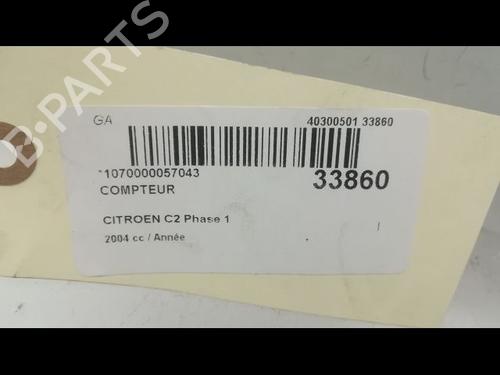 GA
40300501 33860
*1070000057043
33860
COMPTEUR
CITROEN C2 Phase 1
2004 cc / Année
B-PARTS